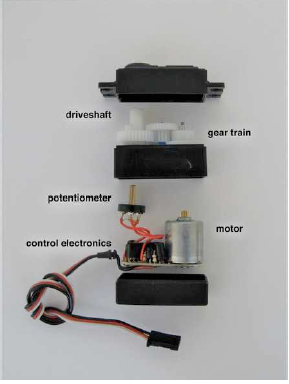 driveshaft
gear train
potentiometer
motor
control electronics